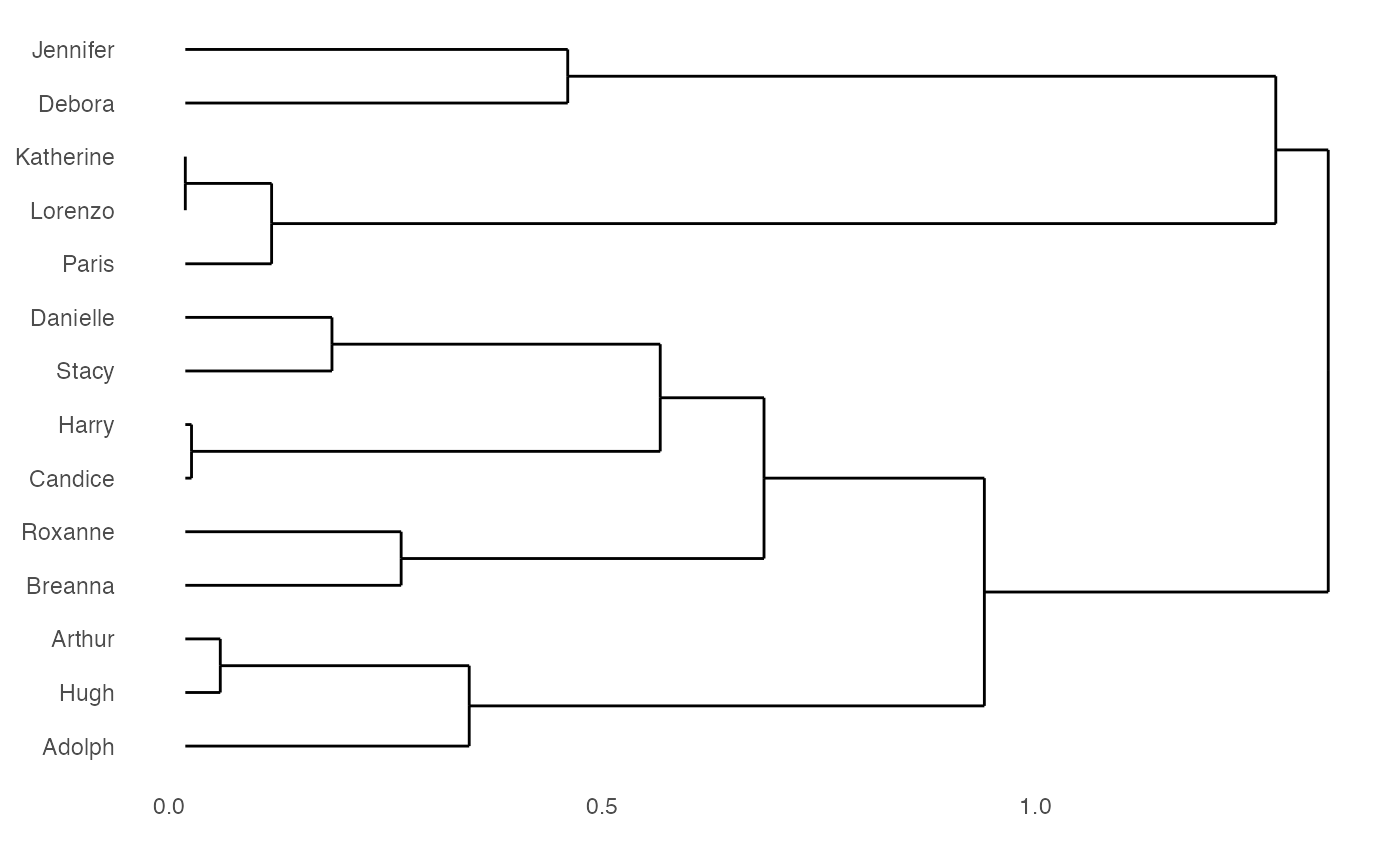 Jennifer
Debora
Katherine
Lorenzo
Paris
Danielle
Stacy
Harry
Candice
Roxanne
Breanna
Arthur
Hugh
Adolph
0.0 0.5 1.0